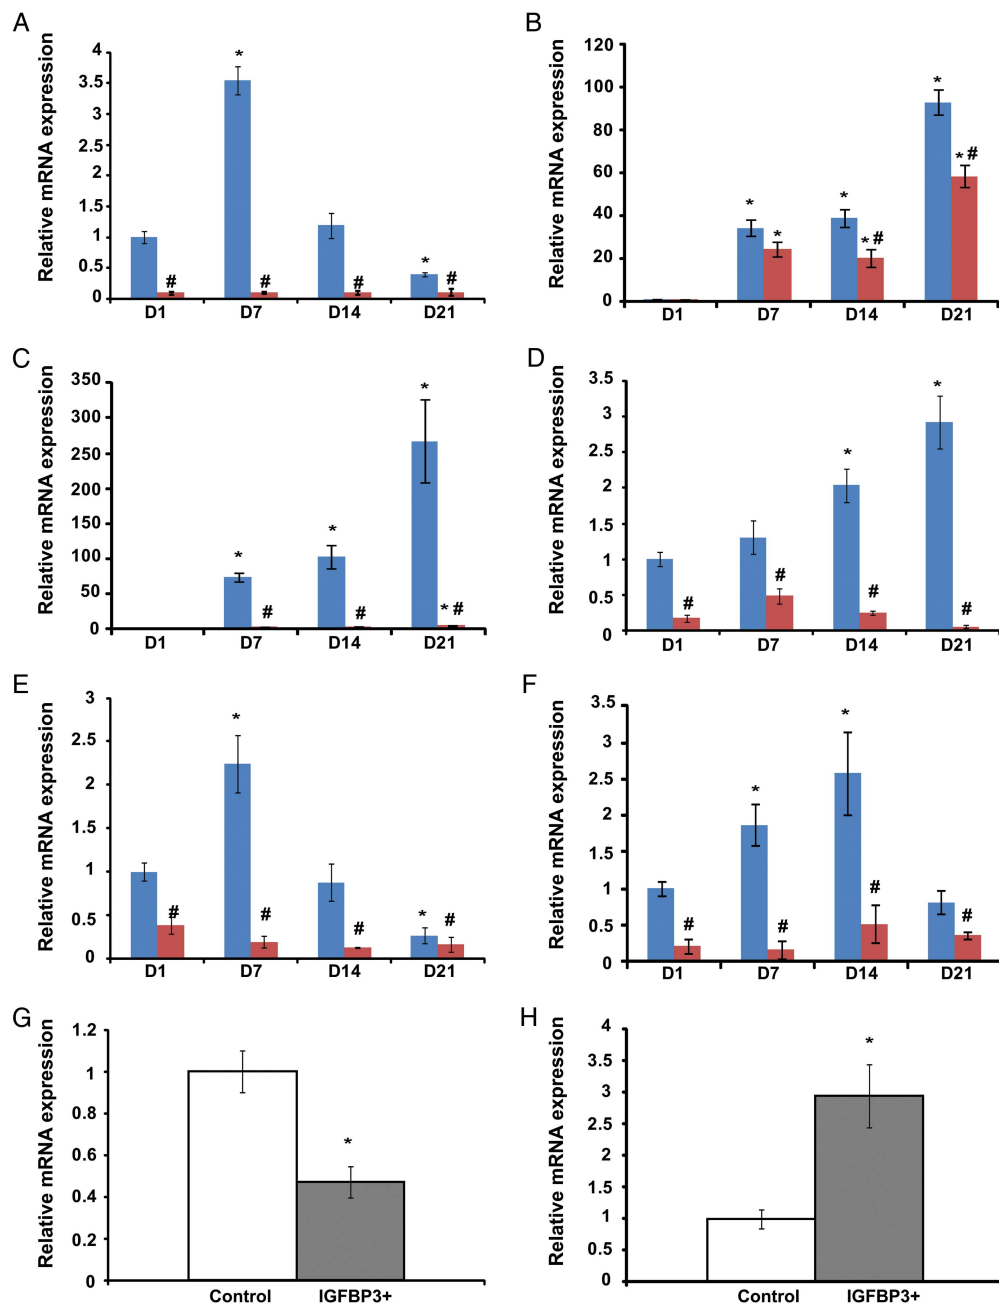 A
Relative mRNA expression
4
3.5
3
2.5
2
1.5
1
0.5
0
*
*
# # # #
D1 D7 D14 D21
B
Relative mRNA expression
120
100
80
60
40
20
0
* *
* *#
* *#
D1 D7 D14 D21
C
Relative mRNA expression
350
300
250
200
150
100
50
0
* #
* #
* *#
D1 D7 D14 D21
D
Relative mRNA expression
3.5
3
2.5
2
1.5
1
0.5
0
*
*
# # # #
D1 D7 D14 D21
E
Relative mRNA expression
3
2.5
2
1.5
1
0.5
0
*
*
# # # #
D1 D7 D14 D21
F
Relative mRNA expression
3.5
3
2.5
2
1.5
1
0.5
0
*
*
# # # #
D1 D7 D14 D21
G
Relative mRNA expression
1.2
1
0.8
0.6
0.4
0.2
0
*
Control IGFBP3+
H
Relative mRNA expression
4
3.5
3
2.5
2
1.5
1
0.5
0
*
Control IGFBP3+